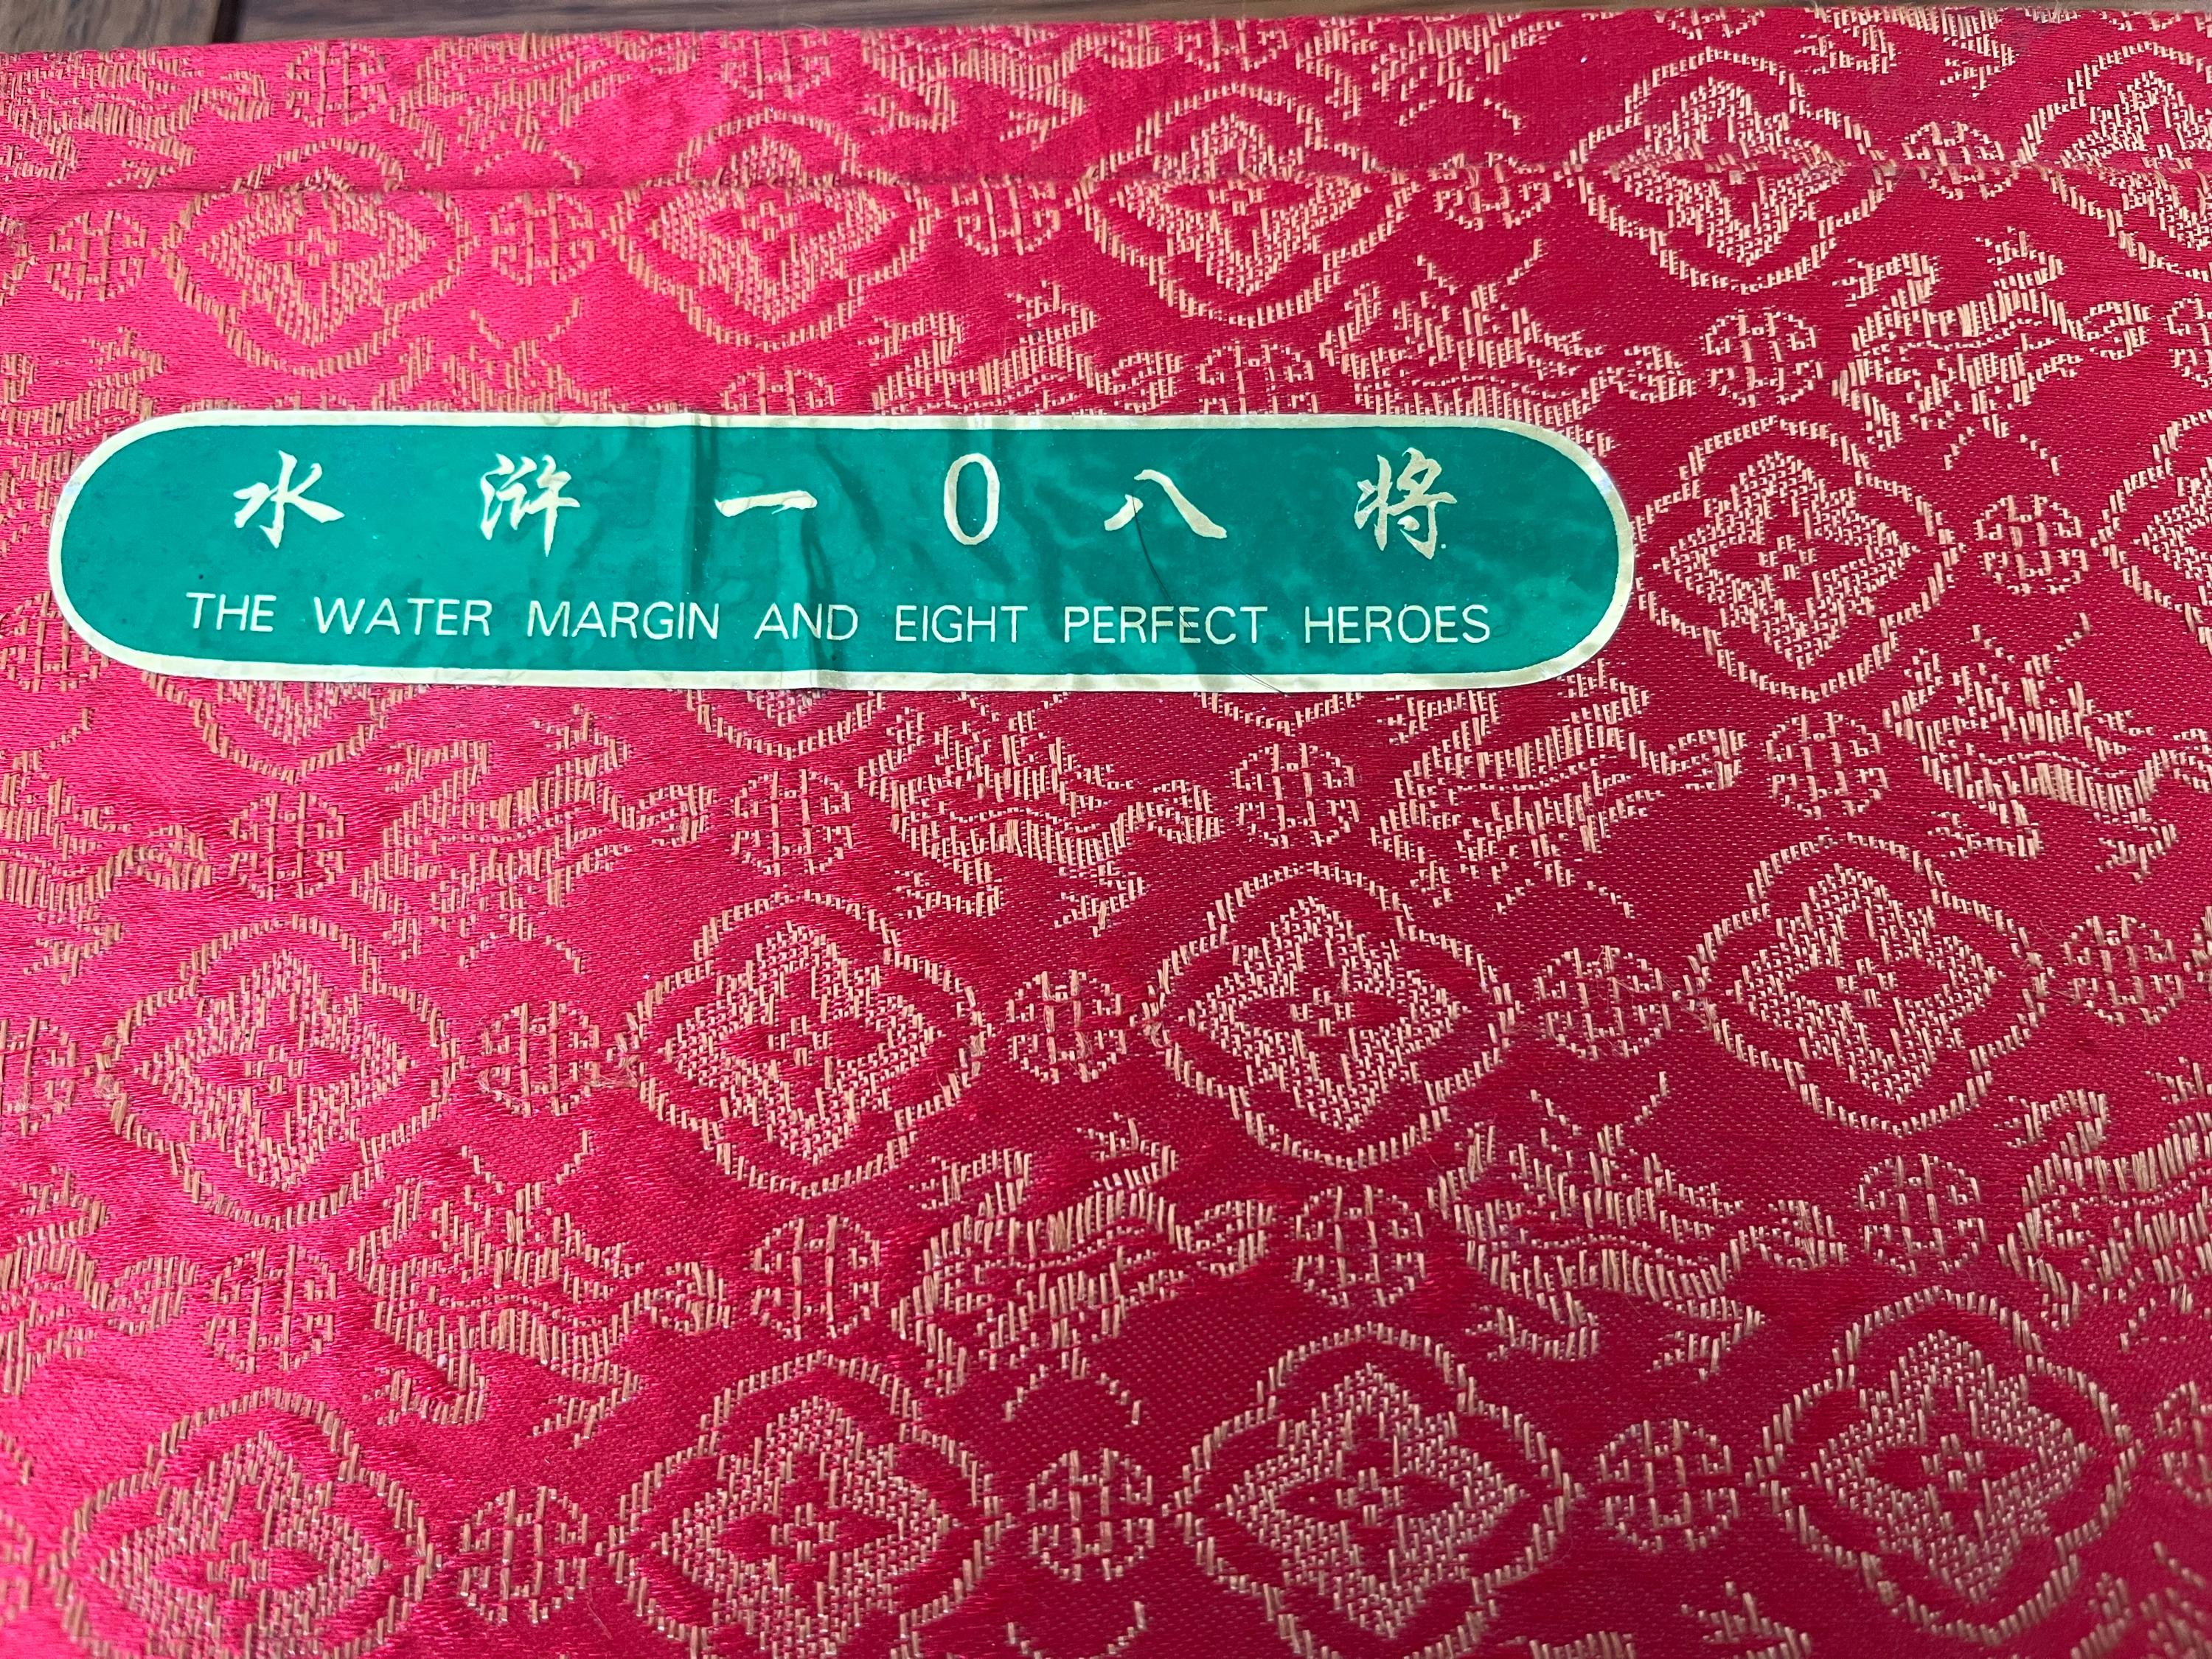 水浒一0八将
THE WATER MARGIN AND EIGHT PERFECT HEROES